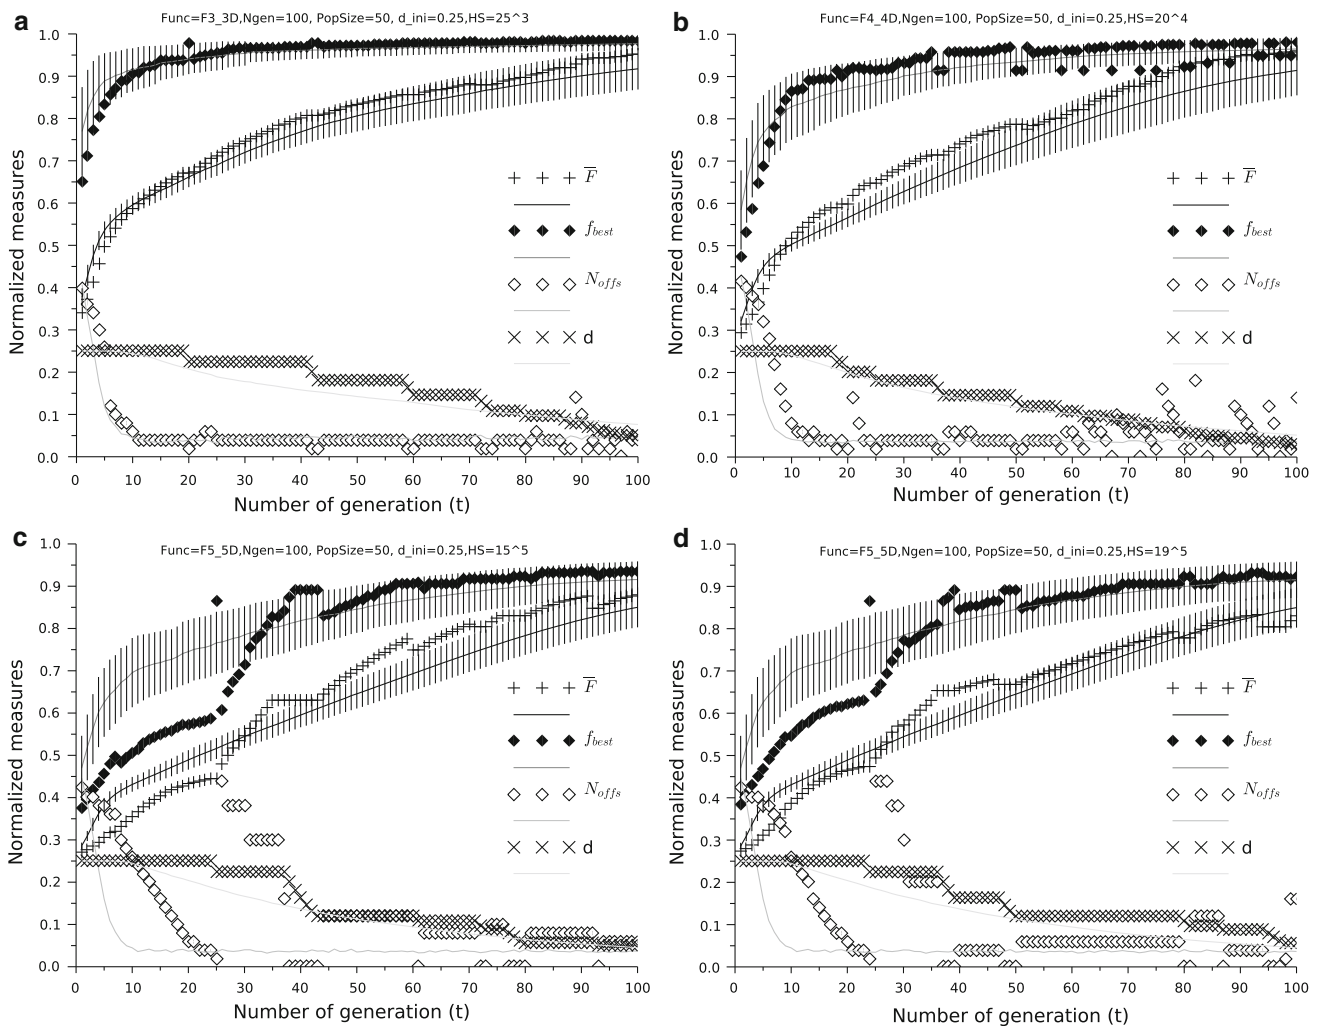 a
Func=F3_3D,Ngen=100, PopSize=50, d_ini=0.25,HS=25^3
Normalized measures
1.0
0.9
0.8
0.7
0.6
0.5
0.4
0.3
0.2
0.1
0.0
0 10 20 30 40 50 60 70 80 90 100
Number of generation (t)
F̅
f_best
N_offs
d
b
Func=F4_4D,Ngen=100, PopSize=50, d_ini=0.25,HS=20^4
Normalized measures
1.0
0.9
0.8
0.7
0.6
0.5
0.4
0.3
0.2
0.1
0.0
0 10 20 30 40 50 60 70 80 90 100
Number of generation (t)
F̅
f_best
N_offs
d
c
Func=F5_5D,Ngen=100, PopSize=50, d_ini=0.25,HS=15^5
Normalized measures
1.0
0.9
0.8
0.7
0.6
0.5
0.4
0.3
0.2
0.1
0.0
0 10 20 30 40 50 60 70 80 90 100
Number of generation (t)
F̅
f_best
N_offs
d
d
Func=F5_5D,Ngen=100, PopSize=50, d_ini=0.25,HS=19^5
Normalized measures
1.0
0.9
0.8
0.7
0.6
0.5
0.4
0.3
0.2
0.1
0.0
0 10 20 30 40 50 60 70 80 90 100
Number of generation (t)
F̅
f_best
N_offs
d